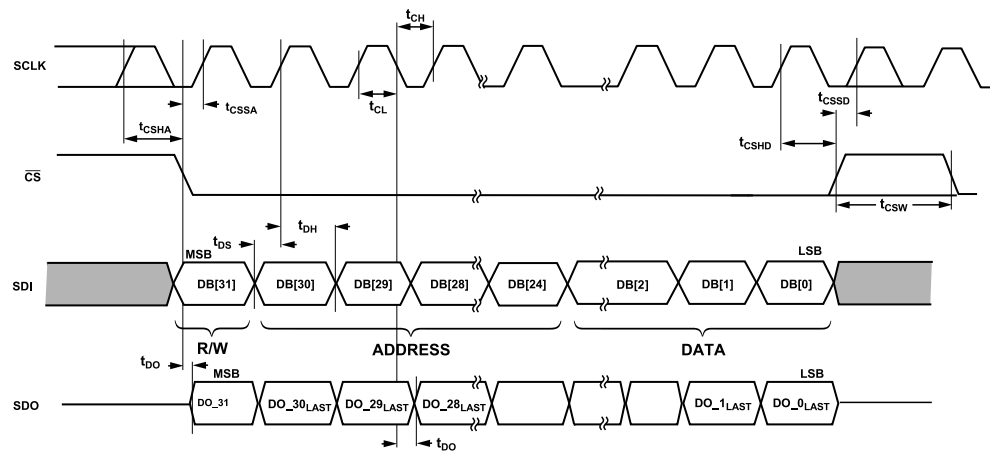 tCH
SCLK
tCSSA
tCL
tCSSD
tCSHA
tCSHD
CS
tCSW
tDS
tDH
MSB
LSB
SDI
DB[31]
DB[30]
DB[29]
DB[28]
DB[24]
DB[2]
DB[1]
DB[0]
R/W
ADDRESS
DATA
tDO
MSB
LSB
SDO
DO_31
DO_30LAST
DO_29LAST
DO_28LAST
DO_1LAST
DO_0LAST
tDO